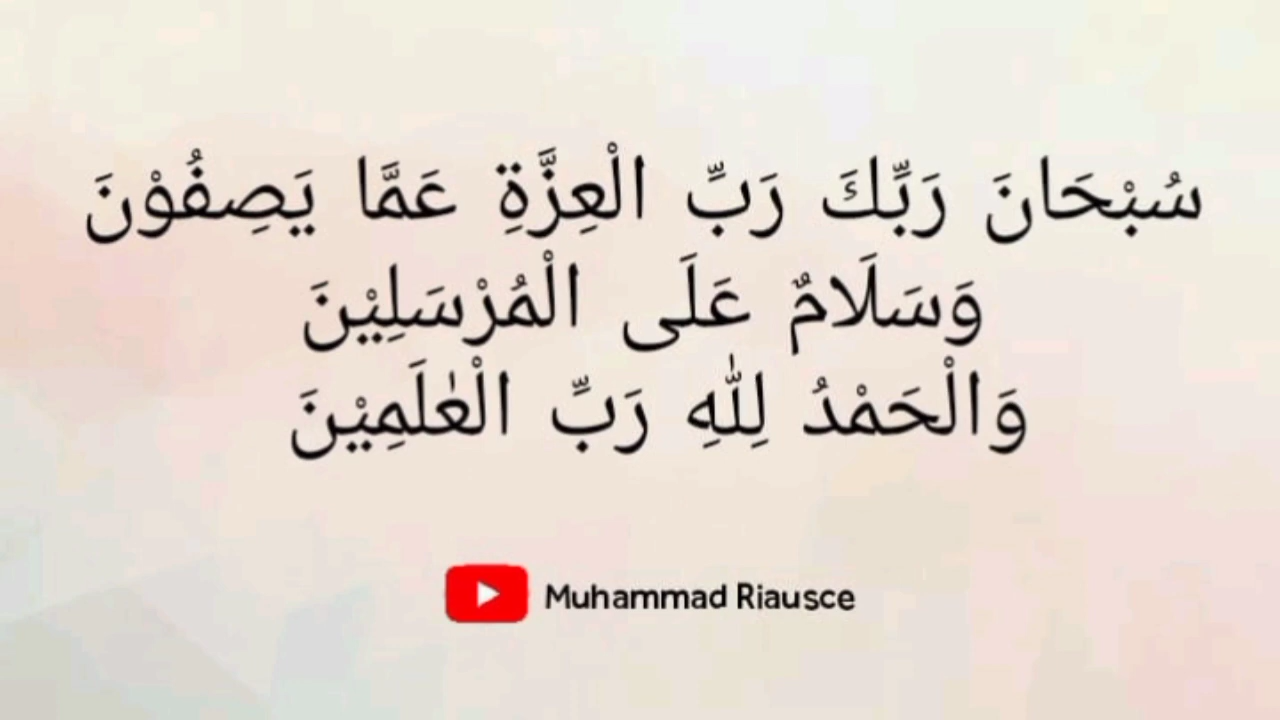 سُبْحَانَ رَبِّكَ رَبِّ الْعِزَّةِ عَمَّا يَصِفُوْنَ
وَسَلَامٌ عَلَى الْمُرْسَلِيْنَ
وَالْحَمْدُ لِلّٰهِ رَبِّ الْعٰلَمِيْنَ
Muhammad Riausce